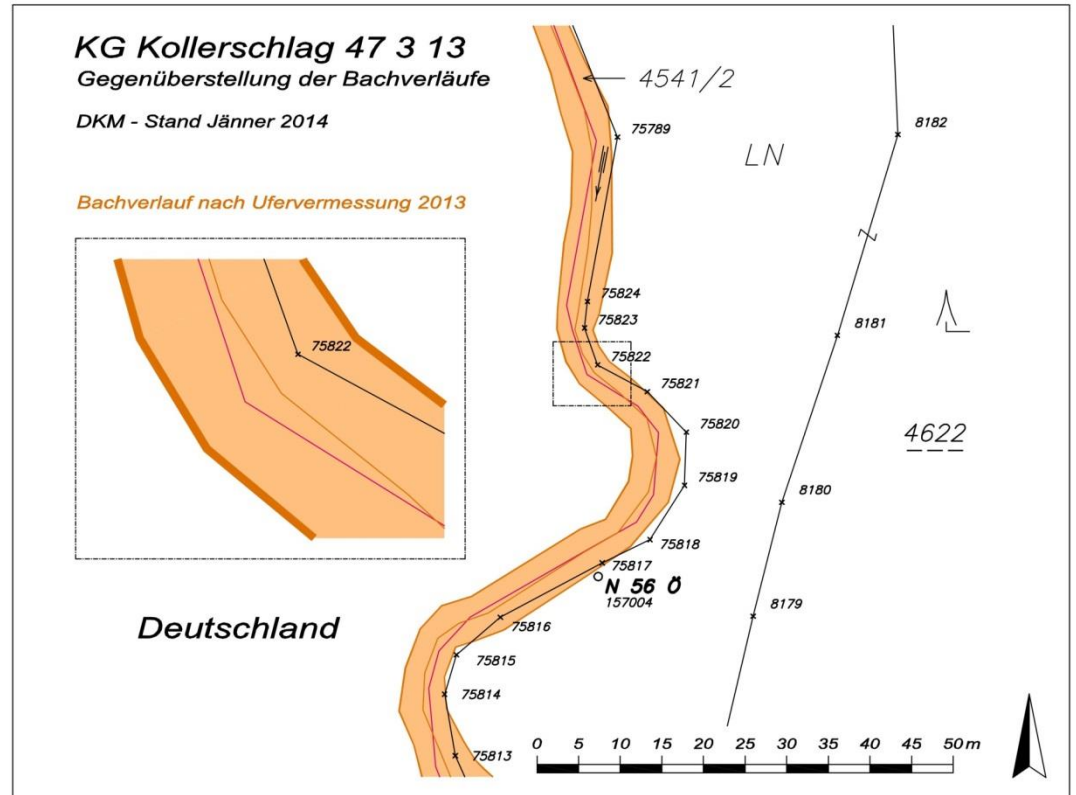 KG Kollerschlag 47 3 13
Gegenüberstellung der Bachverläufe
DKM - Stand Jänner 2014
Bachverlauf nach Ufervermessung 2013
75822
4541/2
75789
LN
8182
75824
75823
75822
75821
75820
75819
75818
75817
N 56 Ö
157004
75816
75815
75814
75813
8181
4622
8180
8179
Deutschland
0 5 10 15 20 25 30 35 40 45 50 m